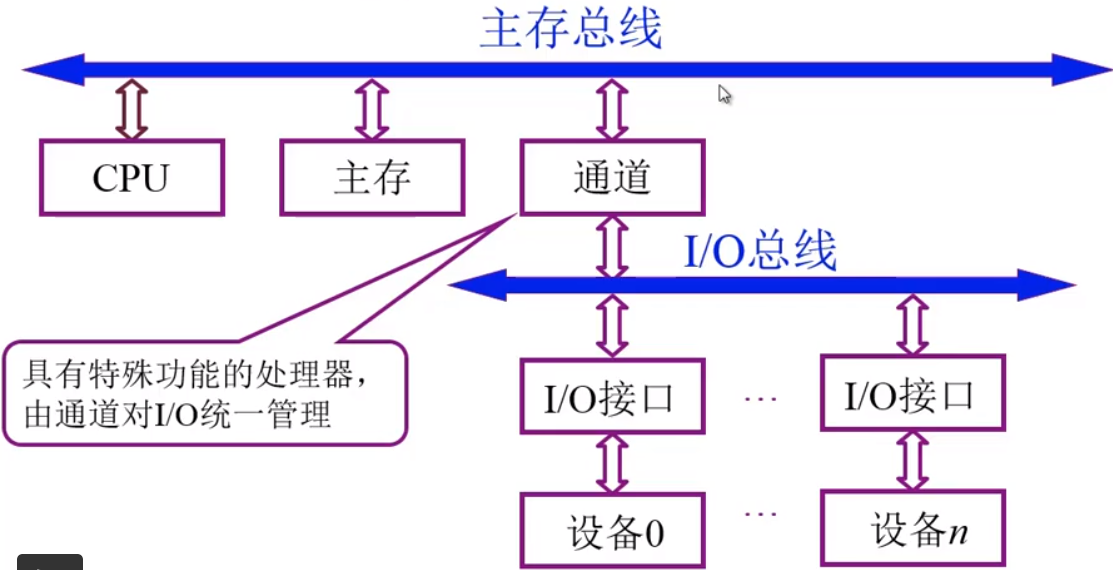 主存总线
CPU
主存
通道
I/O总线
具有特殊功能的处理器，
由通道对I/O统一管理
I/O接口
…
I/O接口
设备0
…
设备n